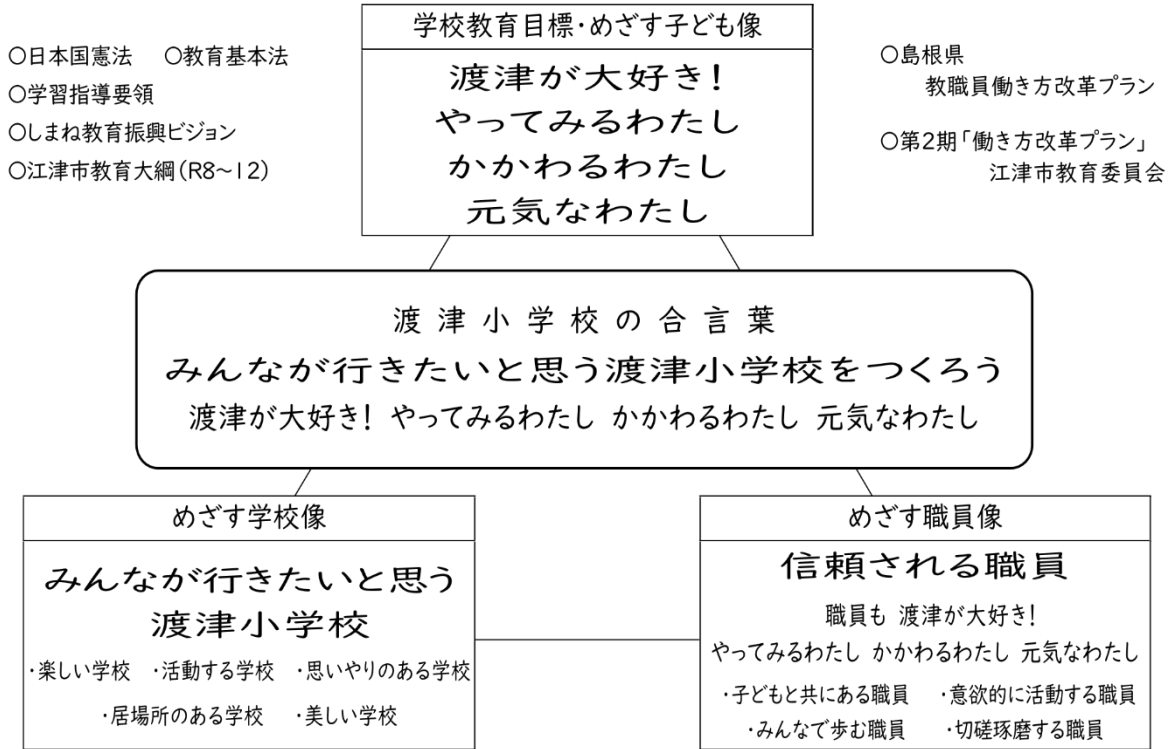 学校教育目標・めざす子ども像
渡津が大好き！
やってみるわたし
かかわるわたし
元気なわたし
○日本国憲法　○教育基本法
○学習指導要領
○しまね教育振興ビジョン
○江津市教育大綱（R8～12）
○島根県
教職員働き方改革プラン
○第2期「働き方改革プラン」
江津市教育委員会
渡津小学校の合言葉
みんなが行きたいと思う渡津小学校をつくろう
渡津が大好き！ やってみるわたし かかわるわたし 元気なわたし
めざす学校像
みんなが行きたいと思う
渡津小学校
・楽しい学校　・活動する学校　・思いやりのある学校
・居場所のある学校　・美しい学校
めざす職員像
信頼される職員
職員も 渡津が大好き！
やってみるわたし かかわるわたし 元気なわたし
・子どもと共にある職員　・意欲的に活動する職員
・みんなで歩む職員　・切磋琢磨する職員